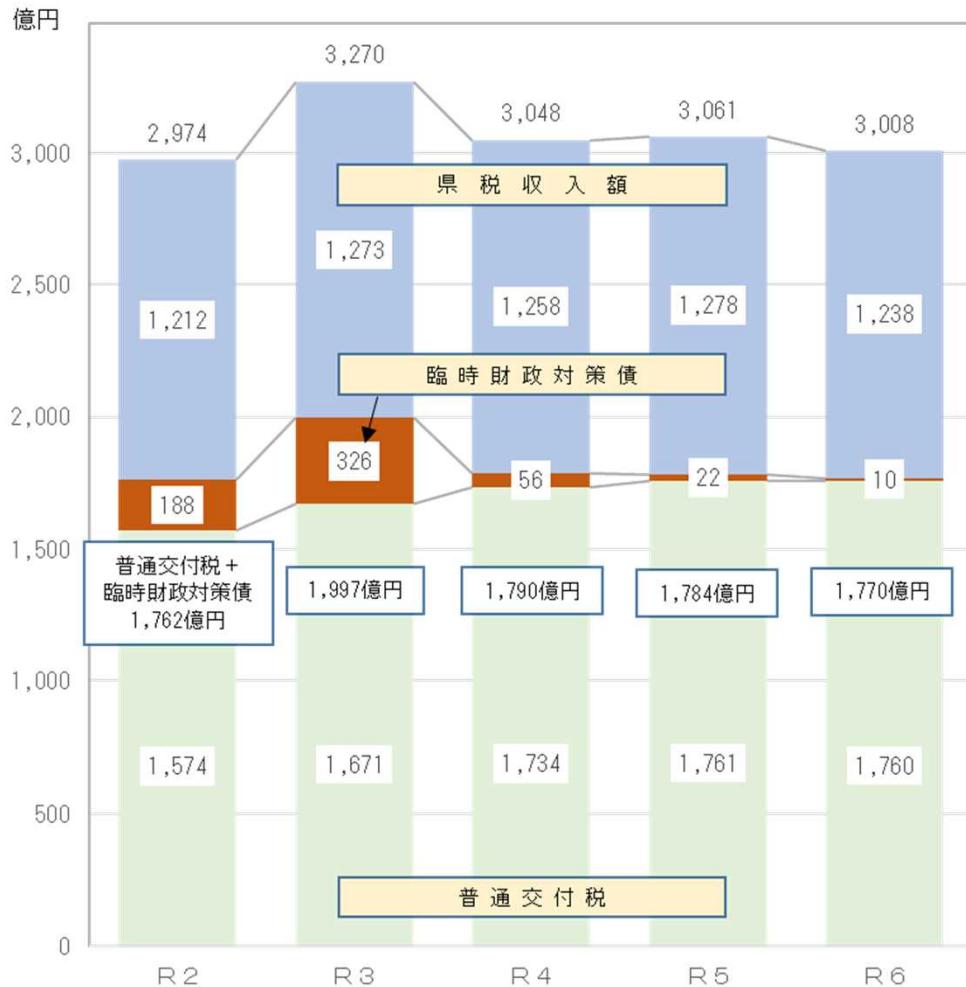 億円
3,270
3,048
3,061
3,008
2,974
3,000
県税収入額
1,273
2,500
1,212
1,258
1,278
1,238
臨時財政対策債
2,000
326
188
56
22
10
1,500
普通交付税+
臨時財政対策債
1,762億円
1,997億円
1,790億円
1,784億円
1,770億円
1,000
1,574
1,671
1,734
1,761
1,760
500
普通交付税
0
R2
R3
R4
R5
R6